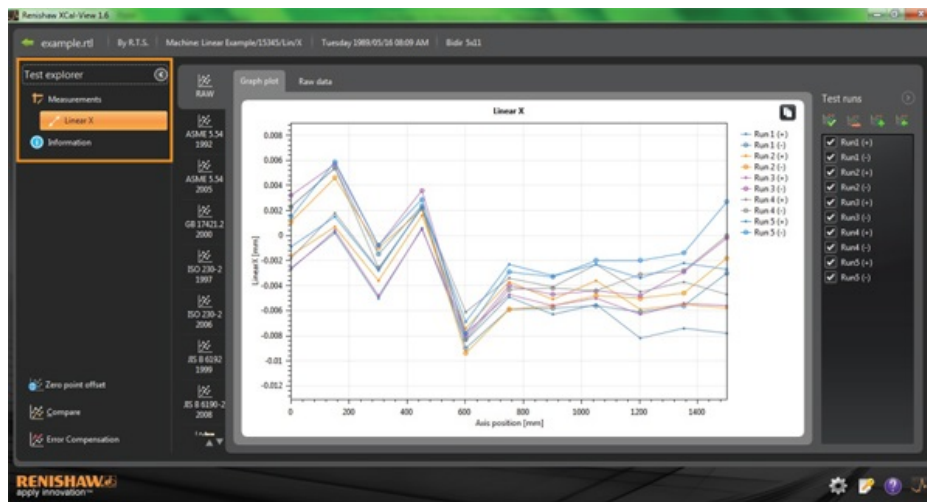 Renishaw XCal-View 1.6
example.rtl By R.T.S. Machine: Linear Example/15345/Lin/X Tuesday 1989/05/16 08:09 AM Bidir 5x11
Test explorer
Measurements
Linear X
Information
Zero point offset
Compare
Error Compensation
RAW
ASME 5.54
1992
ASME 5.54
2005
GB 17421.2
2000
ISO 230-2
1997
ISO 230-2
2006
JIS B 6192
1999
JIS B 6190-2
2008
Graph plot Raw data
Linear X
LinearX [mm]
0.008
0.006
0.004
0.002
0
-0.002
-0.004
-0.006
-0.008
-0.01
-0.012
0 200 400 600 800 1000 1200 1400
Axis position [mm]
Run 1 (+)
Run 1 (-)
Run 2 (+)
Run 2 (-)
Run 3 (+)
Run 3 (-)
Run 4 (+)
Run 4 (-)
Run 5 (+)
Run 5 (-)
Test runs
Run1 (+)
Run1 (-)
Run2 (+)
Run2 (-)
Run3 (+)
Run3 (-)
Run4 (+)
Run4 (-)
Run5 (+)
Run5 (-)
RENISHAW
apply innovation™